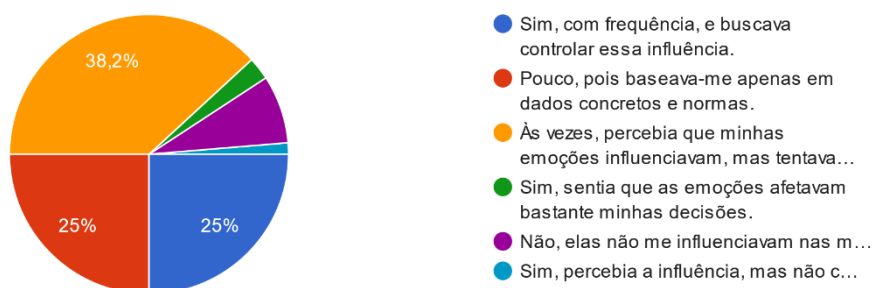 38,2%
25%
25%
Sim, com frequência, e buscava
controlar essa influência.
Pouco, pois baseava-me apenas em
dados concretos e normas.
Às vezes, percebia que minhas
emoções influenciavam, mas tentava…
Sim, sentia que as emoções afetavam
bastante minhas decisões.
Não, elas não me influenciavam nas m…
Sim, percebia a influência, mas não c…